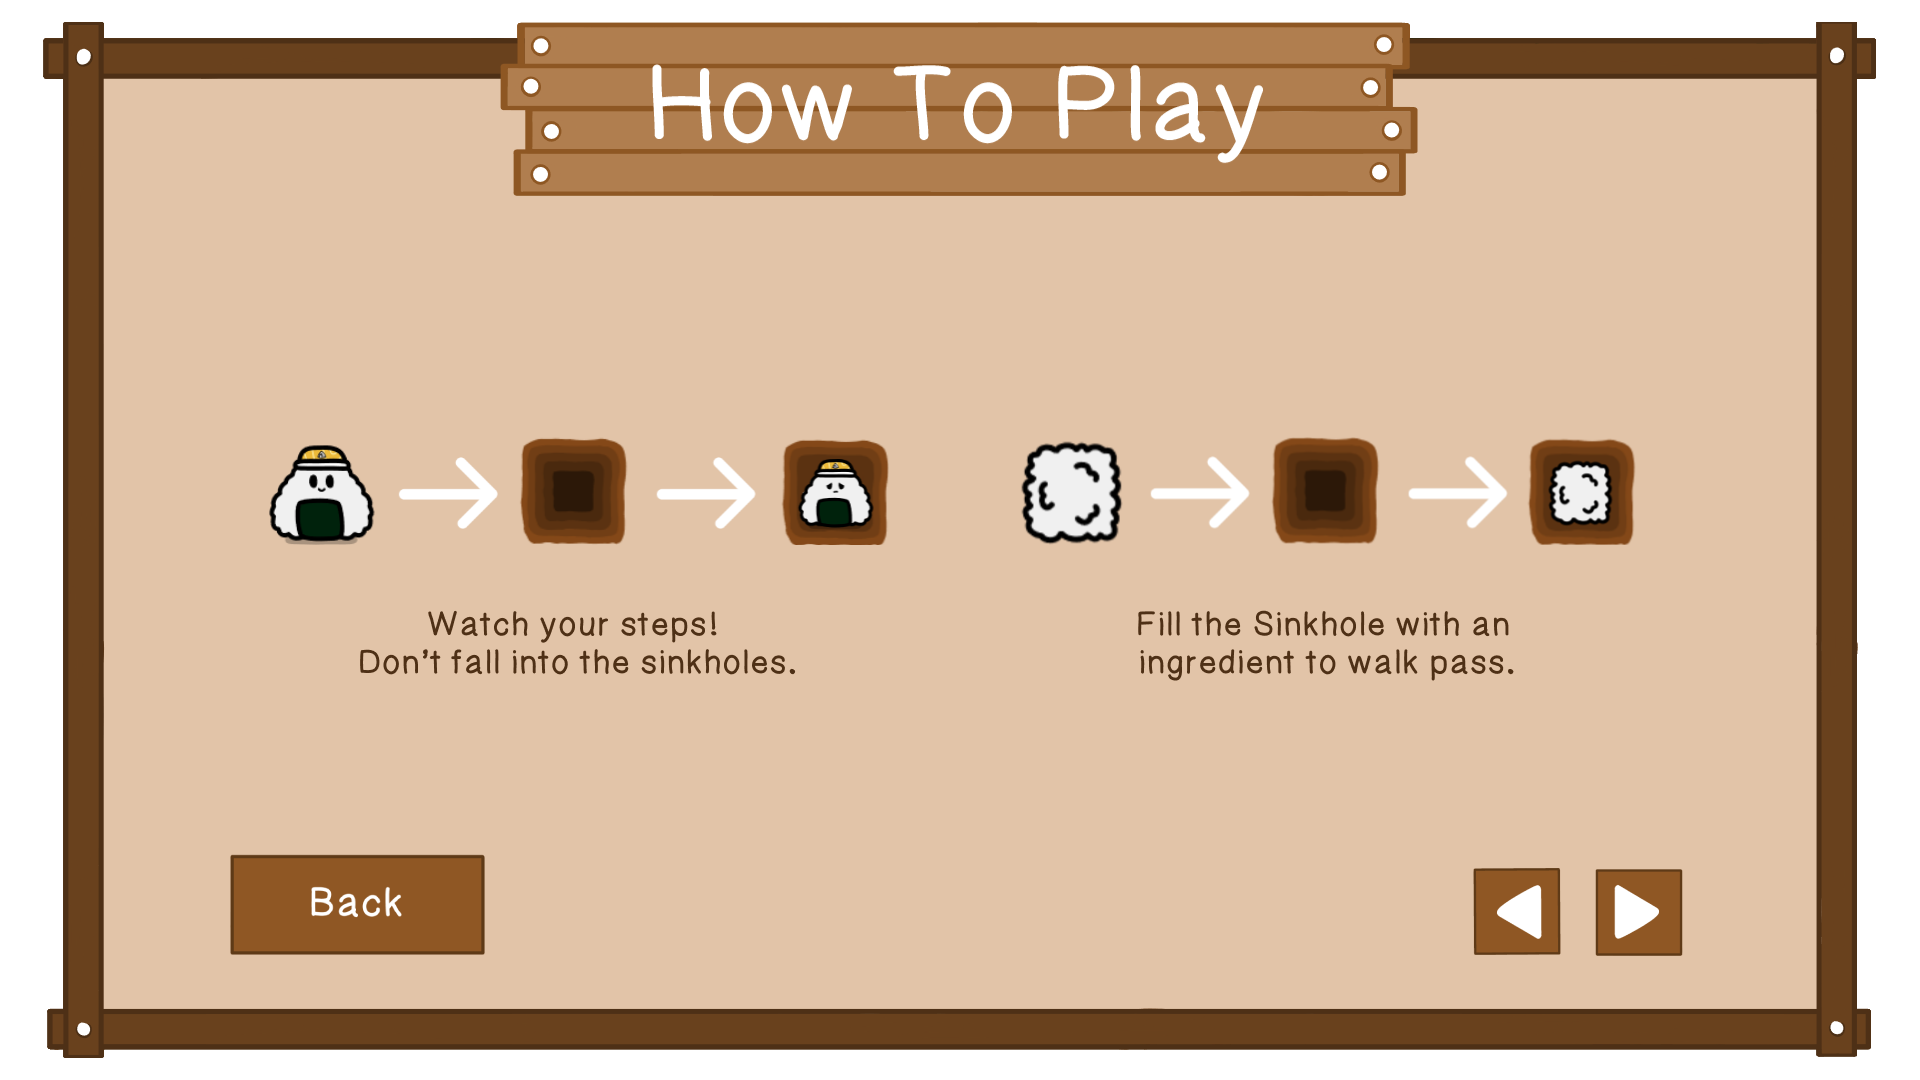 How To Play
Watch your steps!
Don't fall into the sinkholes.
Fill the Sinkhole with an
ingredient to walk pass.
Back